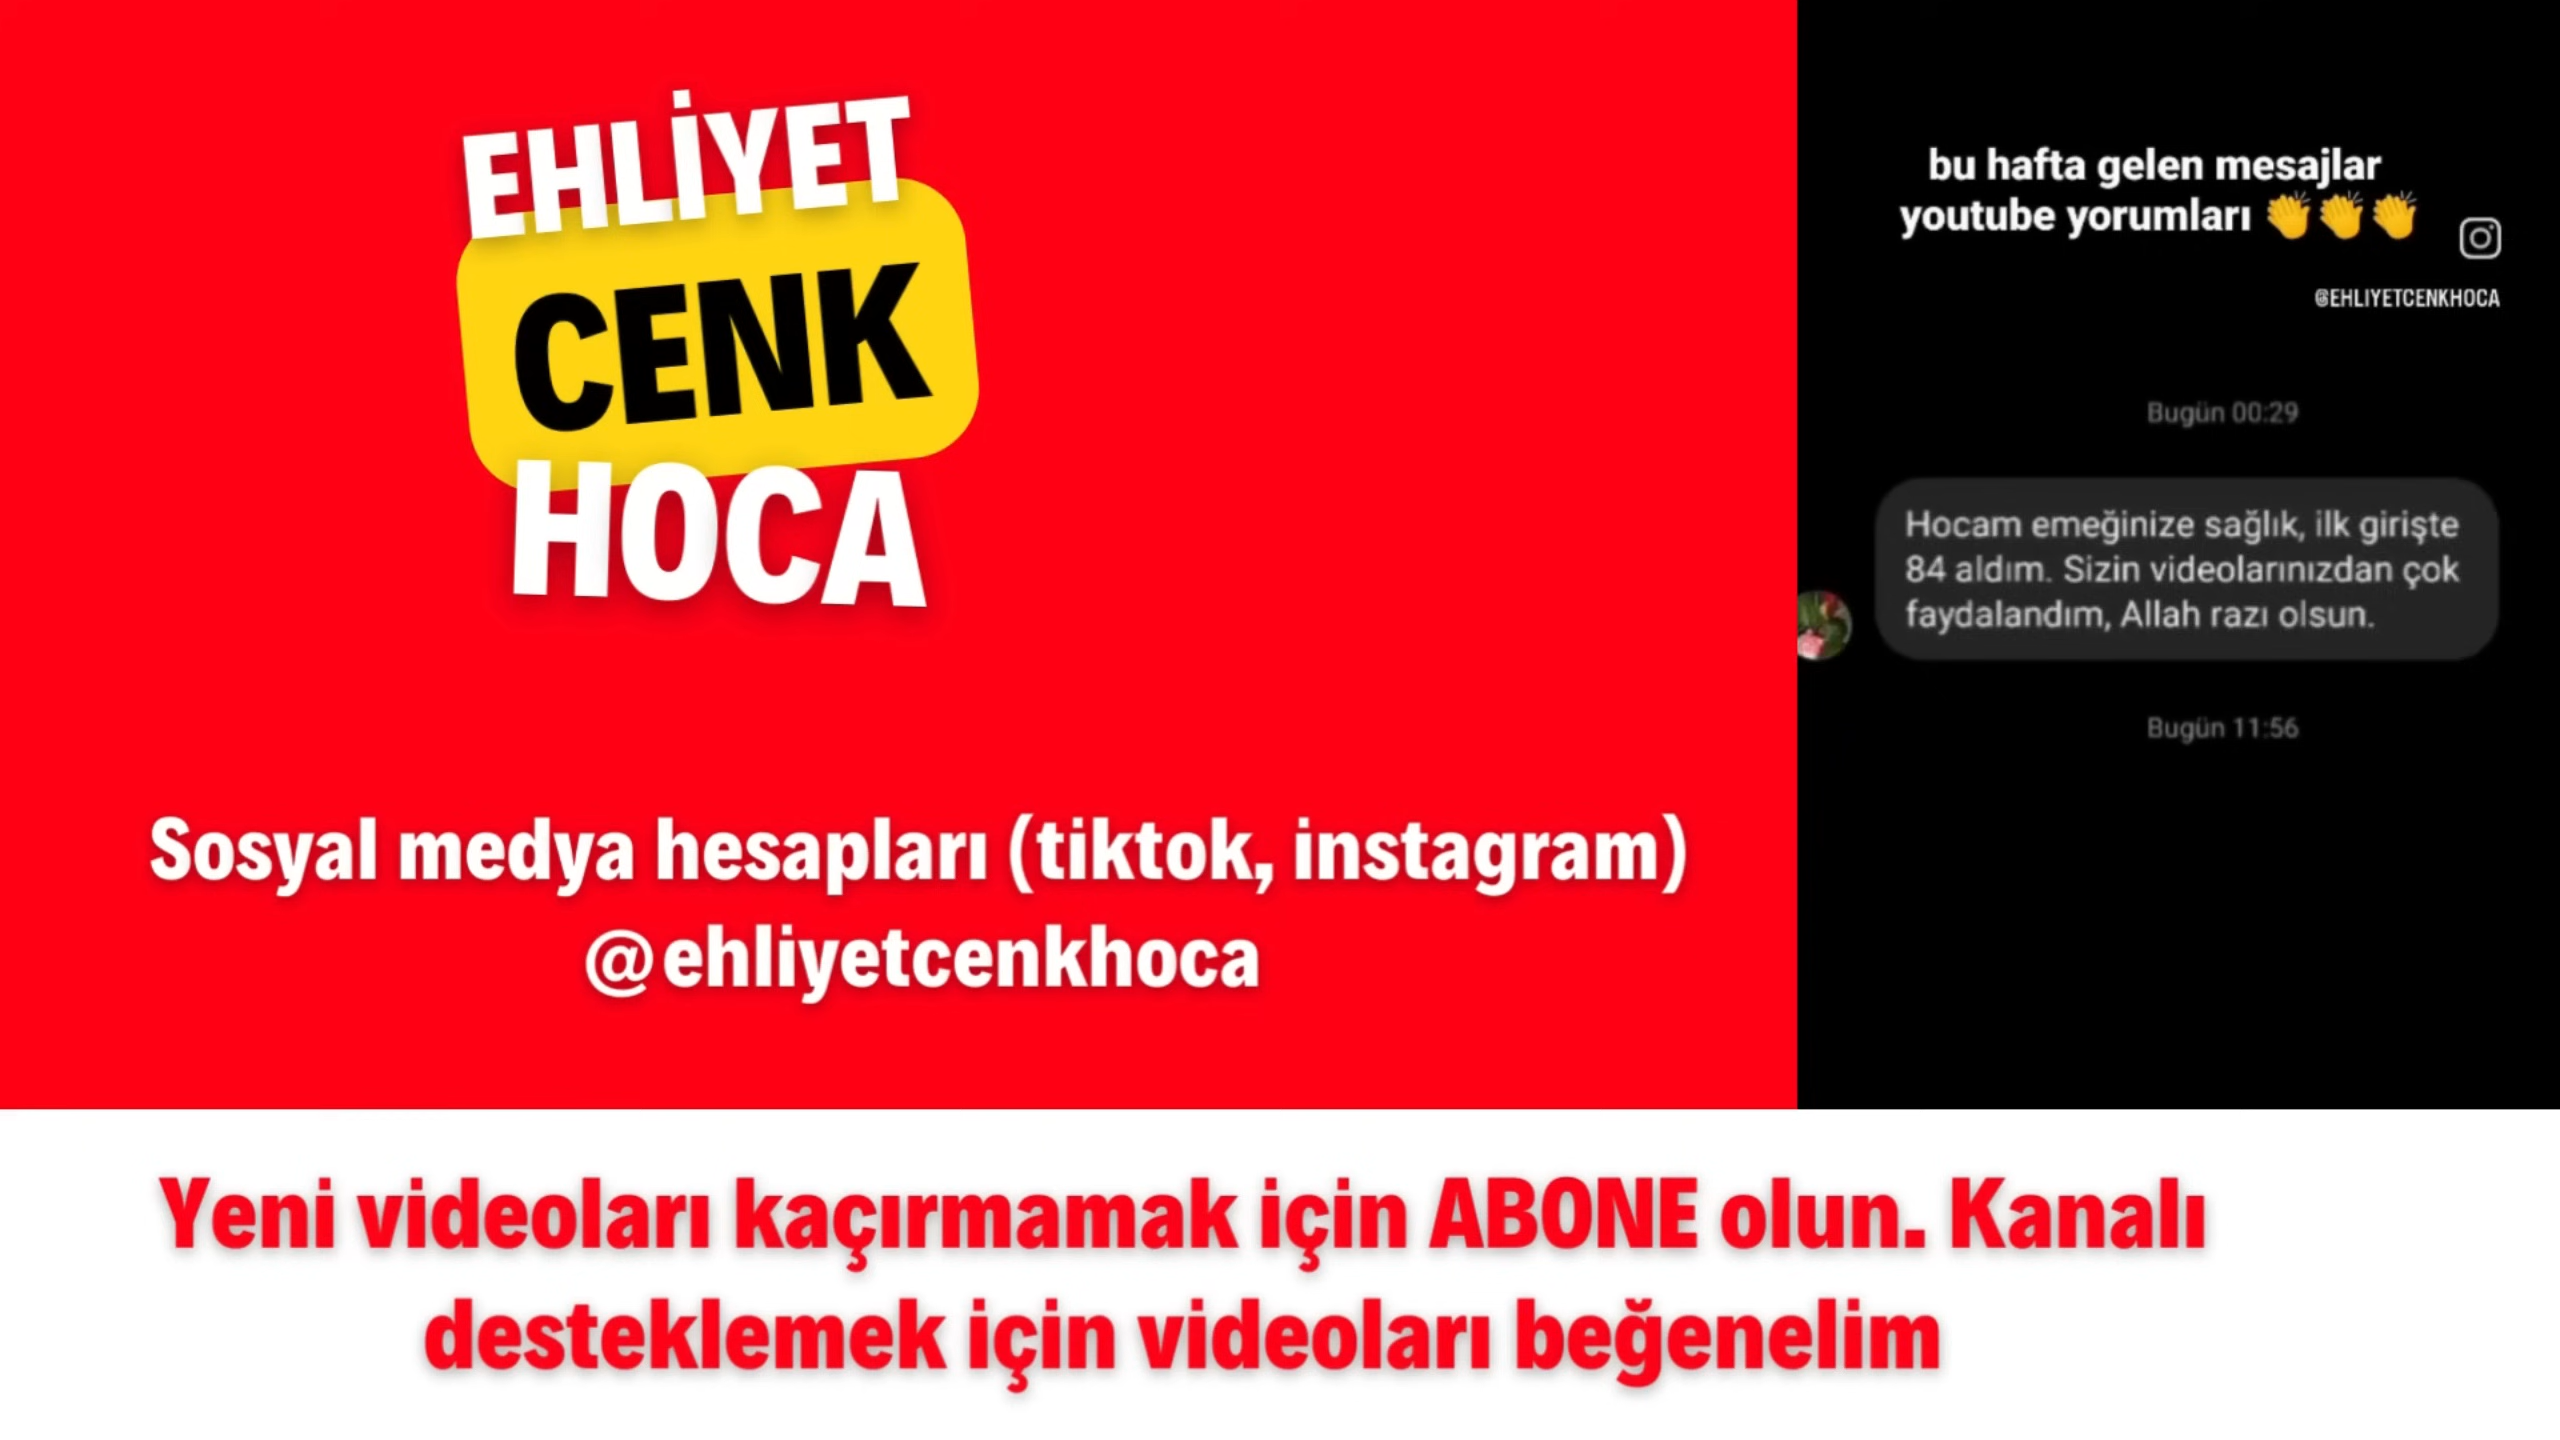 EHLİYET
CENK
HOCA
Sosyal medya hesapları (tiktok, instagram)
@ehliyetcenkhoca
bu hafta gelen mesajlar
youtube yorumları 👏👏👏
@EHLIYETCENKHOCA
Bugün 00:29
Hocam emeğinize sağlık, ilk girişte
84 aldım. Sizin videolarınızdan çok
faydalandım, Allah razı olsun.
Bugün 11:56
Yeni videoları kaçırmamak için ABONE olun. Kanalı
desteklemek için videoları beğenelim